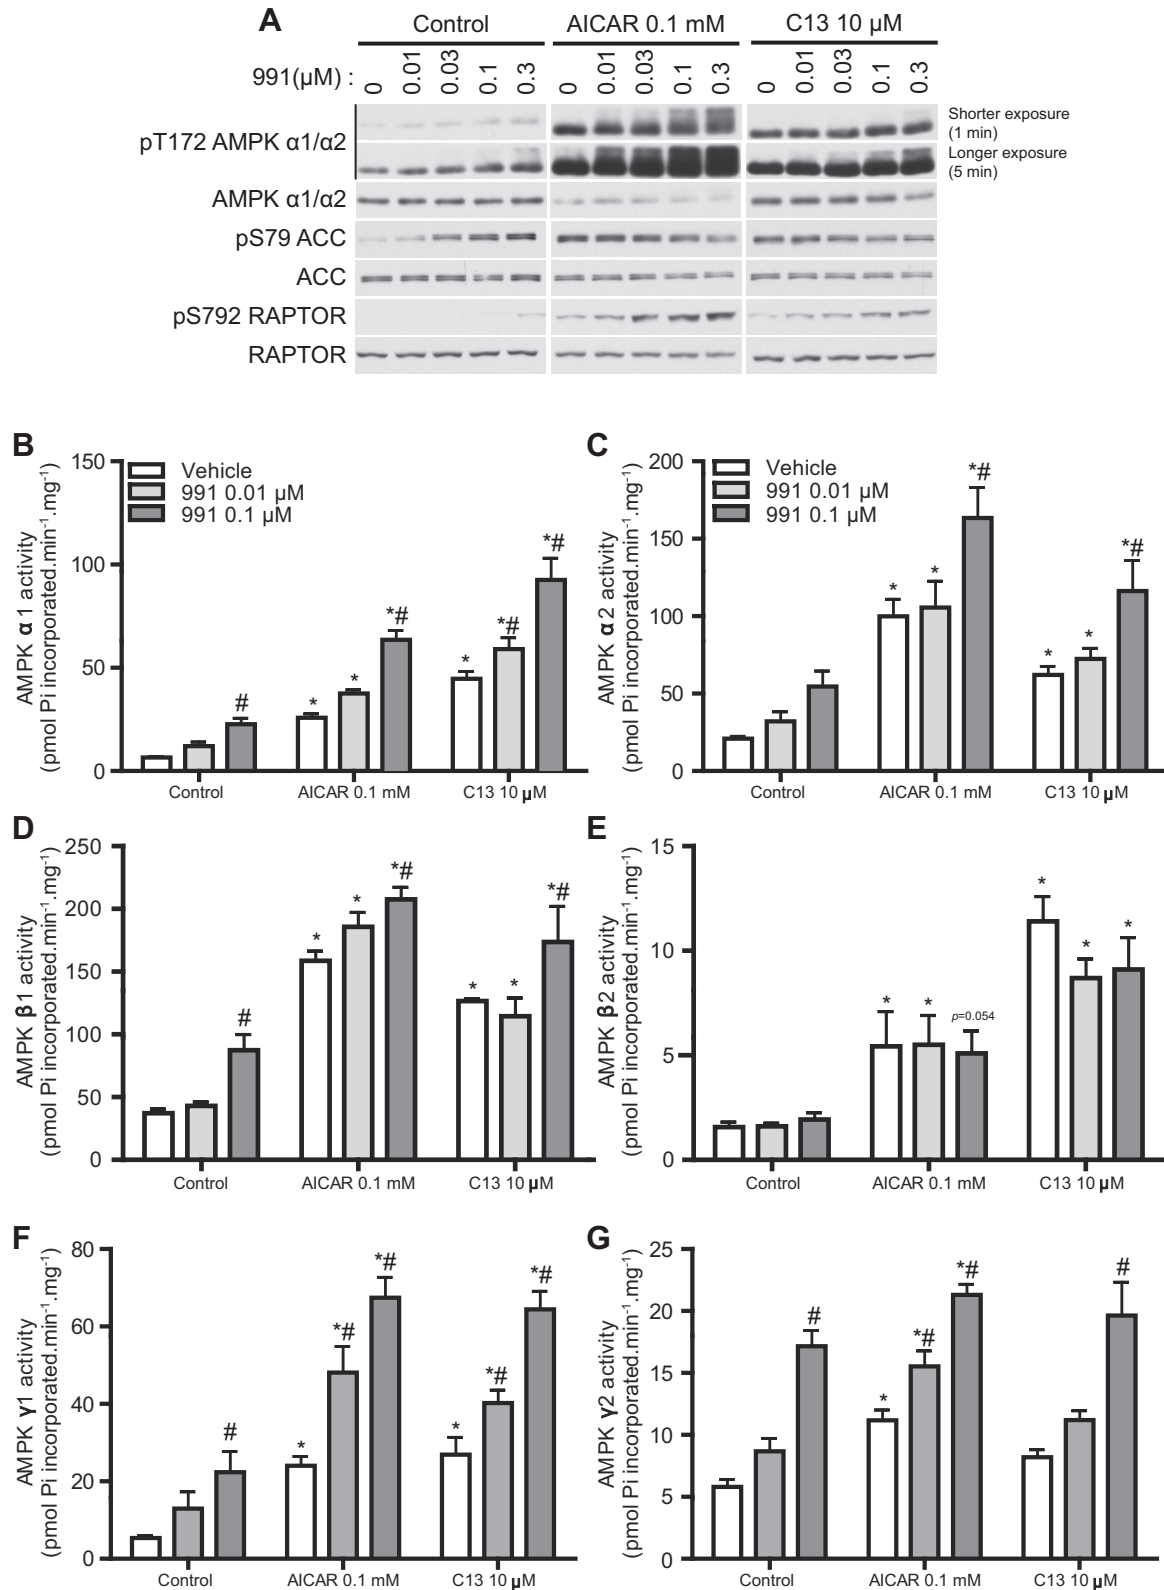 A
Control
AICAR 0.1 mM
C13 10 µM
991(µM) :
0 0.01 0.03 0.1 0.3 0 0.01 0.03 0.1 0.3 0 0.01 0.03 0.1 0.3
pT172 AMPK α1/α2
Shorter exposure
(1 min)
Longer exposure
(5 min)
AMPK α1/α2
pS79 ACC
ACC
pS792 RAPTOR
RAPTOR
B
AMPK α1 activity
(pmol Pi incorporated.min-1.mg-1)
150
100
50
0
Vehicle
991 0.01 µM
991 0.1 µM
#
*
*
*#
*
*#
*#
Control
AICAR 0.1 mM
C13 10 µM
C
AMPK α2 activity
(pmol Pi incorporated.min-1.mg-1)
200
150
100
50
0
Vehicle
991 0.01 µM
991 0.1 µM
*
*
*#
*
*
*#
Control
AICAR 0.1 mM
C13 10 µM
D
AMPK β1 activity
(pmol Pi incorporated.min-1.mg-1)
250
200
150
100
50
0
#
*
*
*#
*
*
*#
Control
AICAR 0.1 mM
C13 10 µM
E
AMPK β2 activity
(pmol Pi incorporated.min-1.mg-1)
15
10
5
0
*
*
p=0.054
*
*
*
Control
AICAR 0.1 mM
C13 10 µM
F
AMPK γ1 activity
(pmol Pi incorporated.min-1.mg-1)
80
60
40
20
0
#
*
*#
*#
*
*#
*#
Control
AICAR 0.1 mM
C13 10 µM
G
AMPK γ2 activity
(pmol Pi incorporated.min-1.mg-1)
25
20
15
10
5
0
#
*
*#
*#
#
Control
AICAR 0.1 mM
C13 10 µM